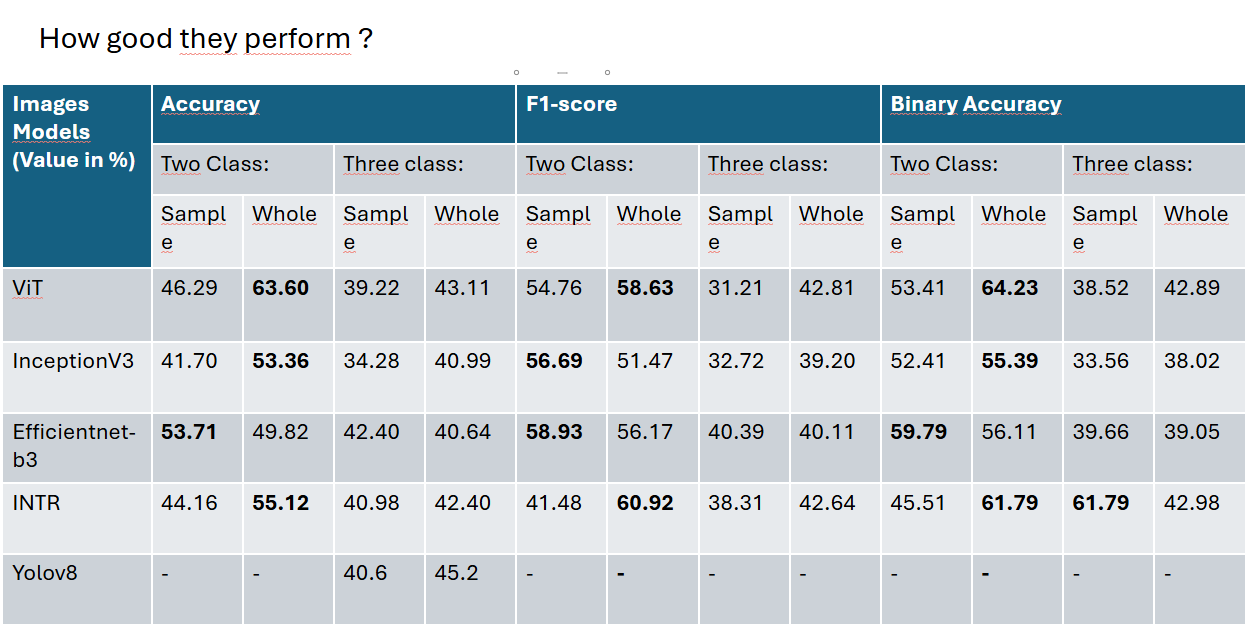 How good they perform ?
Images Models (Value in %) Accuracy F1-score Binary Accuracy
Two Class: Three class: Two Class: Three class: Two Class: Three class:
Sample Whole Sample Whole Sample Whole Sample Whole Sample Whole Sample Whole
ViT 46.29 63.60 39.22 43.11 54.76 58.63 31.21 42.81 53.41 64.23 38.52 42.89
InceptionV3 41.70 53.36 34.28 40.99 56.69 51.47 32.72 39.20 52.41 55.39 33.56 38.02
Efficientnet-b3 53.71 49.82 42.40 40.64 58.93 56.17 40.39 40.11 59.79 56.11 39.66 39.05
INTR 44.16 55.12 40.98 42.40 41.48 60.92 38.31 42.64 45.51 61.79 61.79 42.98
Yolov8 - - 40.6 45.2 - - - - - - - -